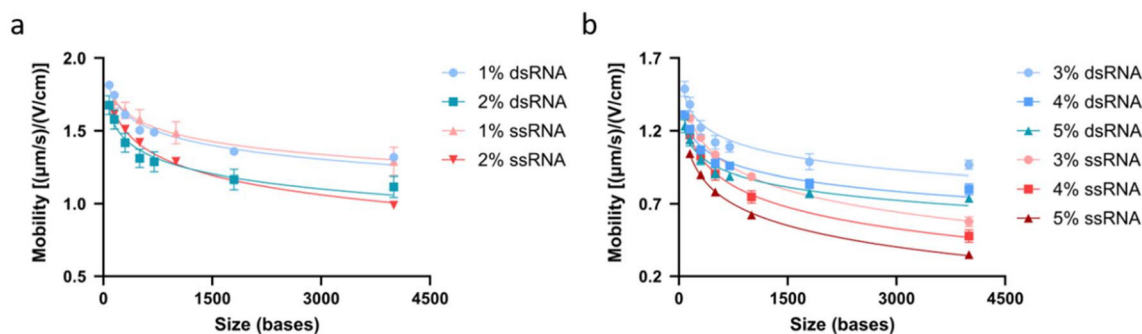 a
Mobility [(μm/s)/(V/cm)]
2.0
1.5
1.0
0.5
0
1500
3000
4500
Size (bases)
1% dsRNA
2% dsRNA
1% ssRNA
2% ssRNA
b
Mobility [(μm/s)/(V/cm)]
1.7
1.2
0.7
0.2
0
1500
3000
4500
Size (bases)
3% dsRNA
4% dsRNA
5% dsRNA
3% ssRNA
4% ssRNA
5% ssRNA